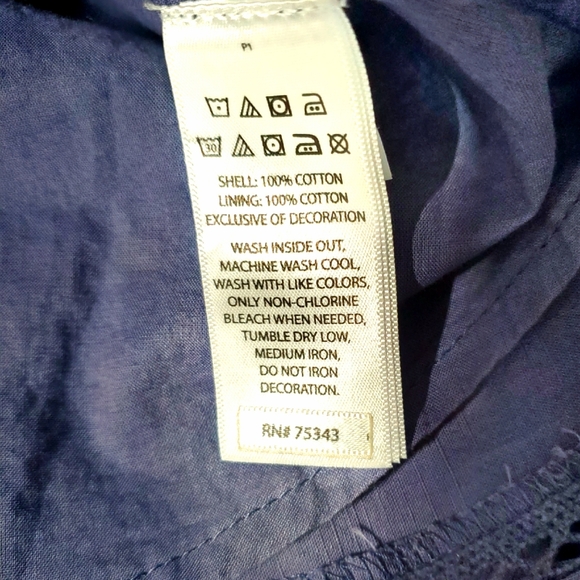 PI
30
SHELL: 100% COTTON
LINING: 100% COTTON
EXCLUSIVE OF DECORATION
WASH INSIDE OUT,
MACHINE WASH COOL,
WASH WITH LIKE COLORS,
ONLY NON-CHLORINE
BLEACH WHEN NEEDED,
TUMBLE DRY LOW,
MEDIUM IRON,
DO NOT IRON
DECORATION.
RN# 75343